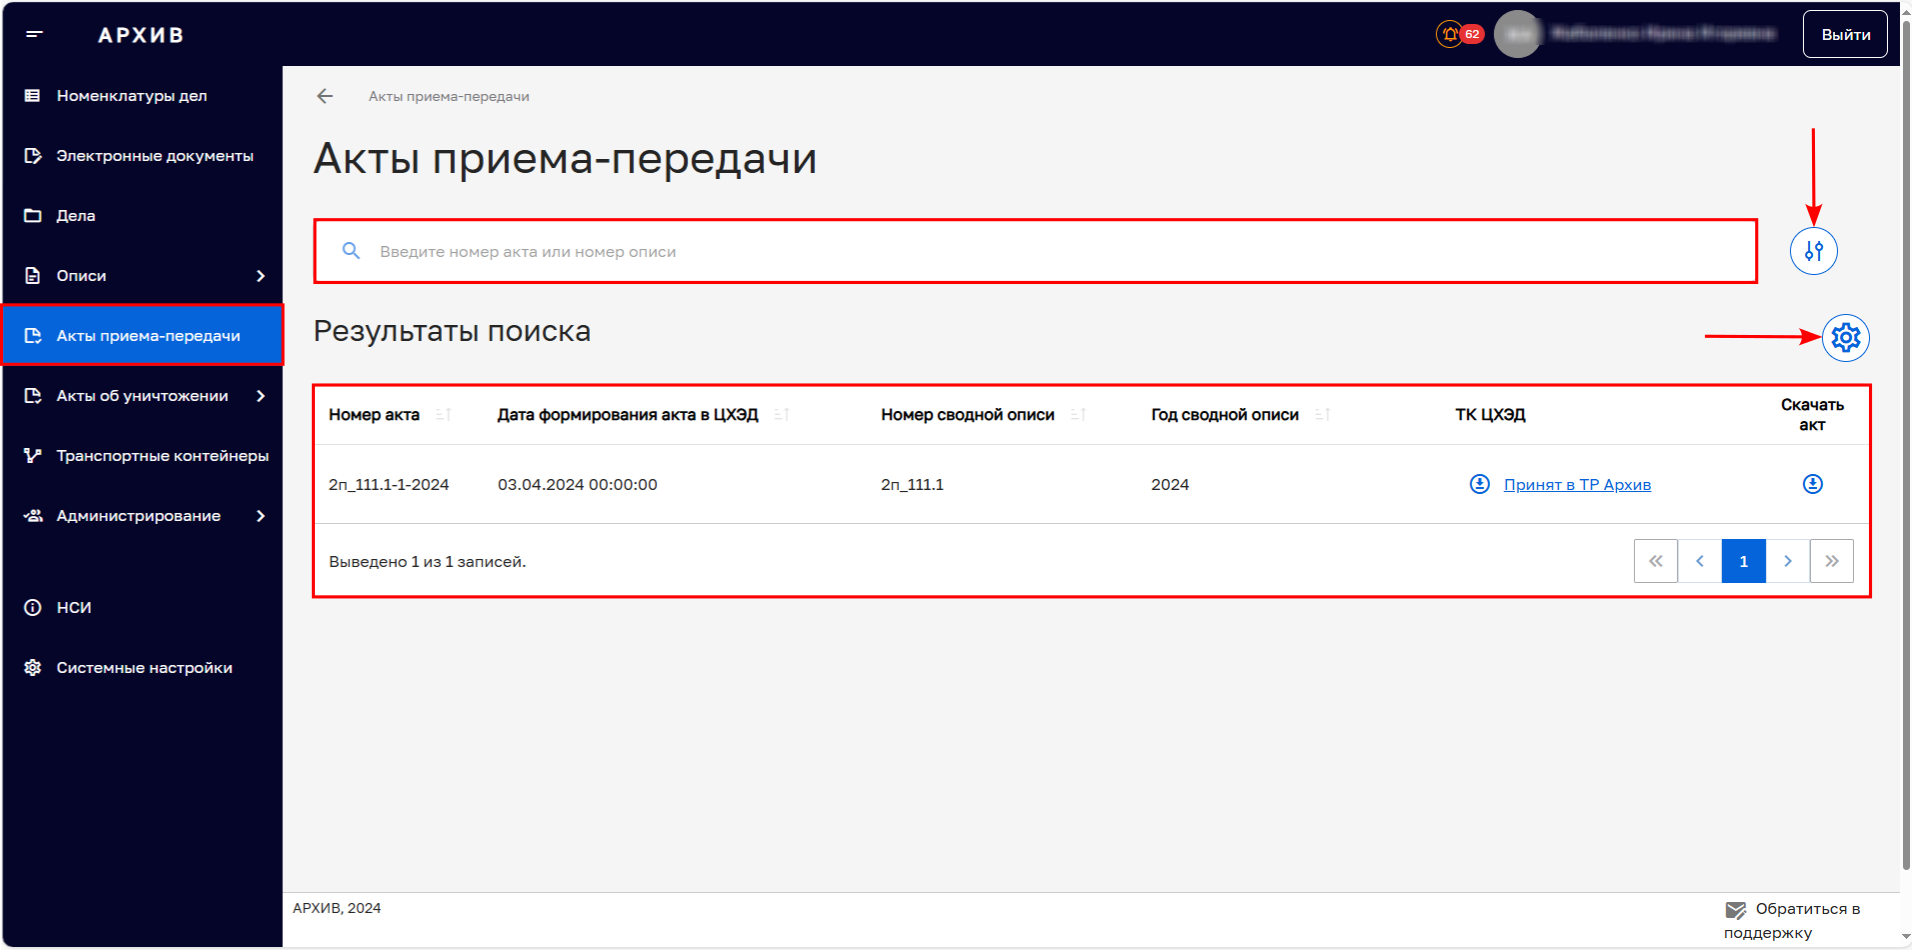 АРХИВ
62
Выйти
Номенклатуры дел
Электронные документы
Дела
Описи
Акты приема-передачи
Акты об уничтожении
Транспортные контейнеры
Администрирование
НСИ
Системные настройки
Акты приема-передачи
Акты приема-передачи
Введите номер акта или номер описи
Результаты поиска
Номер акта Дата формирования акта в ЦХЭД Номер сводной описи Год сводной описи ТК ЦХЭД Скачать
акт
2п_111.1-1-2024 03.04.2024 00:00:00 2п_111.1 2024 Принят в ТР Архив
Выведено 1 из 1 записей.
« ‹ 1 › »
АРХИВ, 2024
Обратиться в
поддержку